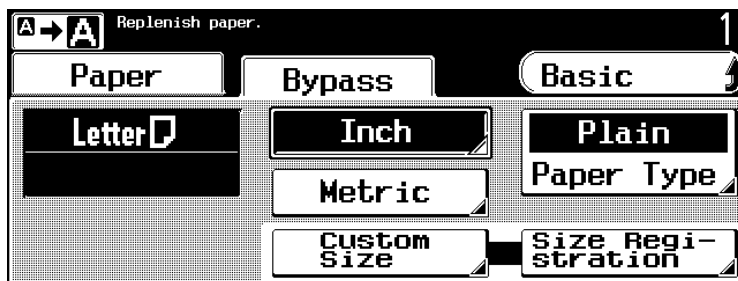 A→A Replenish paper. 1
Paper Bypass Basic
Letter Inch Plain
Paper Type
Metric
Custom Size Regi-
Size stration